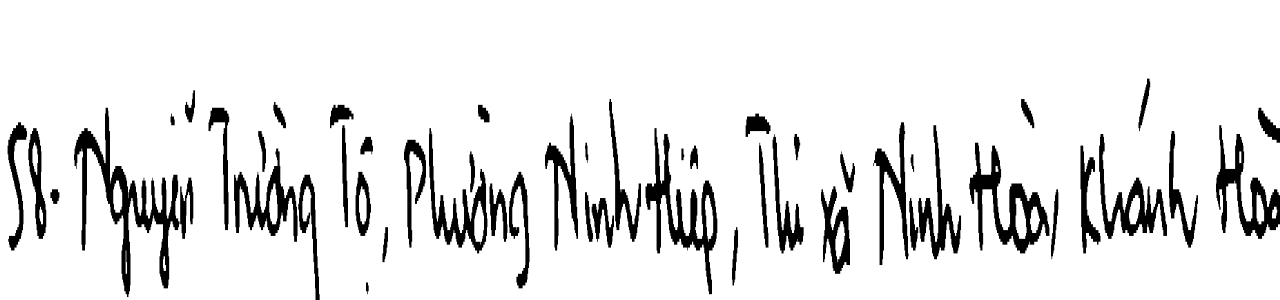 58. Nguyễn Trường Tộ, Phường Ninh Hiệp, Thị xã Ninh Hoà, Khánh Hoà